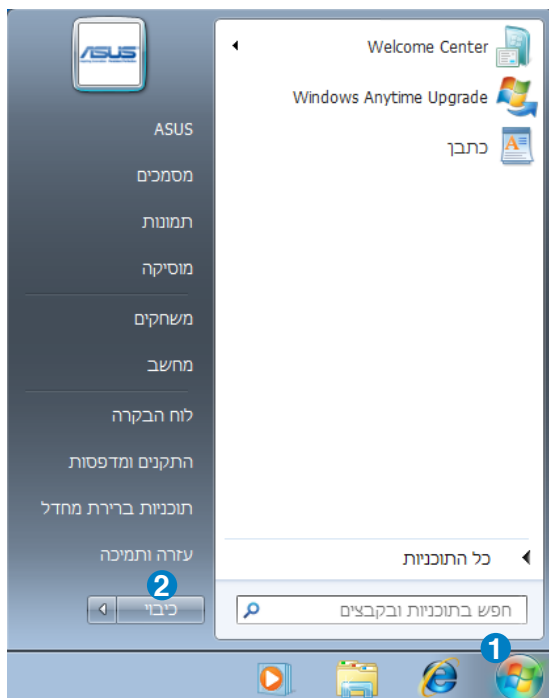 Welcome Center
Windows Anytime Upgrade
כתבן
כל התוכניות
חפש בתוכניות ובקבצים
1
ASUS
ASUS
מסמכים
תמונות
מוסיקה
משחקים
מחשב
לוח הבקרה
התקנים ומדפסות
תוכניות ברירת מחדל
עזרה ותמיכה
2
כיבוי